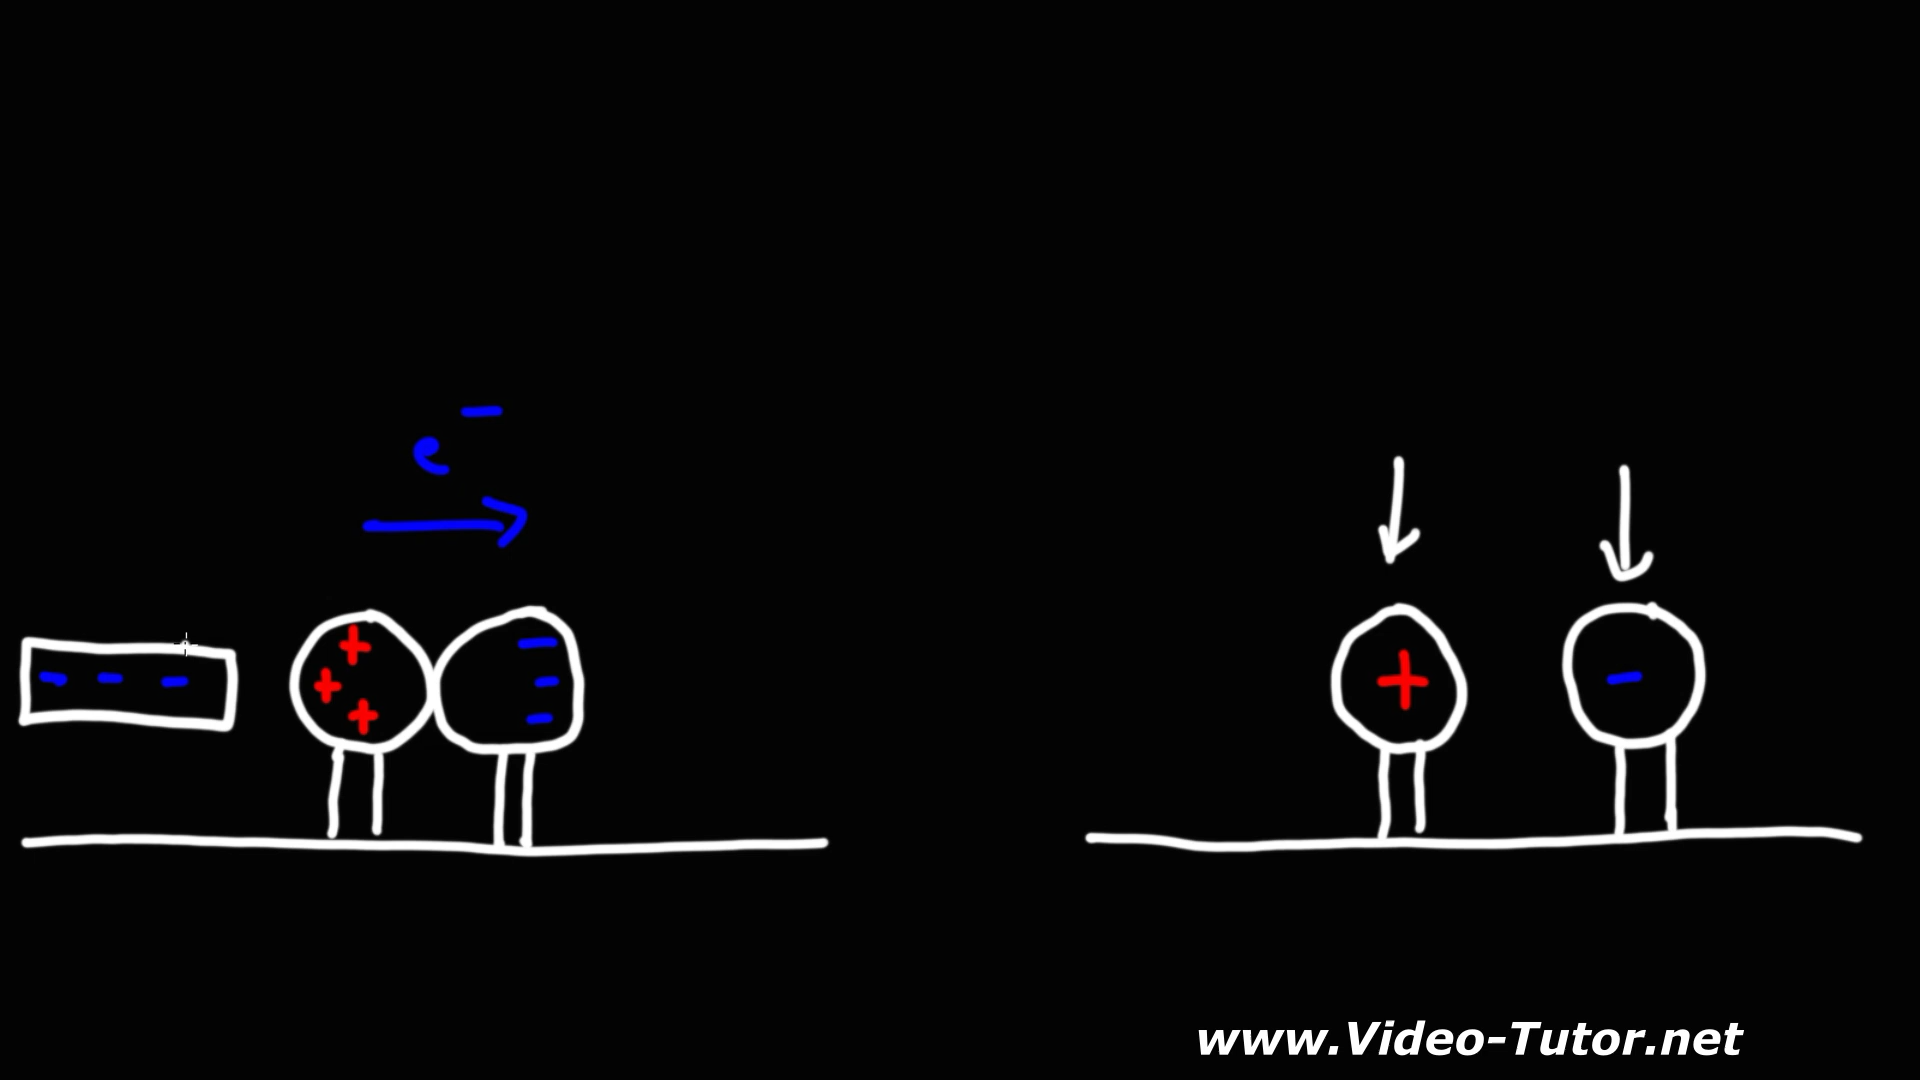 e⁻
- - -
+ + +
- - -
+
-
www.Video-Tutor.net